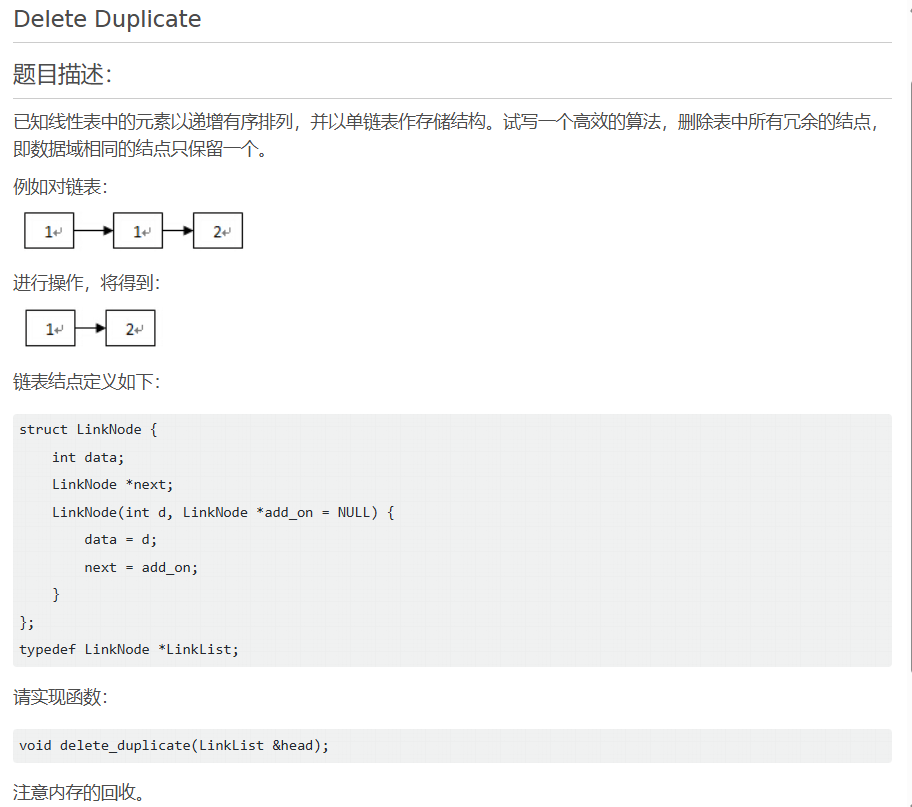 Delete Duplicate
题目描述：
已知线性表中的元素以递增有序排列，并以单链表作存储结构。试写一个高效的算法，删除表中所有冗余的结点，
即数据域相同的结点只保留一个。
例如对链表：
1↵ 1↵ 2↵
进行操作，将得到：
1↵ 2↵
链表结点定义如下：
struct LinkNode {
    int data;
    LinkNode *next;
    LinkNode(int d, LinkNode *add_on = NULL) {
        data = d;
        next = add_on;
    }
};
typedef LinkNode *LinkList;
请实现函数：
void delete_duplicate(LinkList &head);
注意内存的回收。